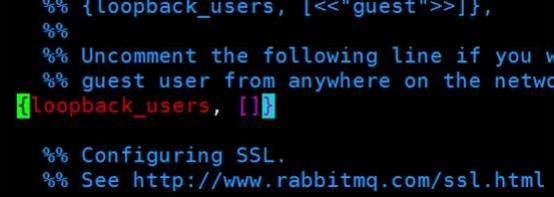 %% {loopback_users, [<<"guest">>]},
%%
%% Uncomment the following line if you
%% guest user from anywhere on the
{loopback_users, []}
%% Configuring SSL.
%% See http://www.rabbitmq.com/ssl.html